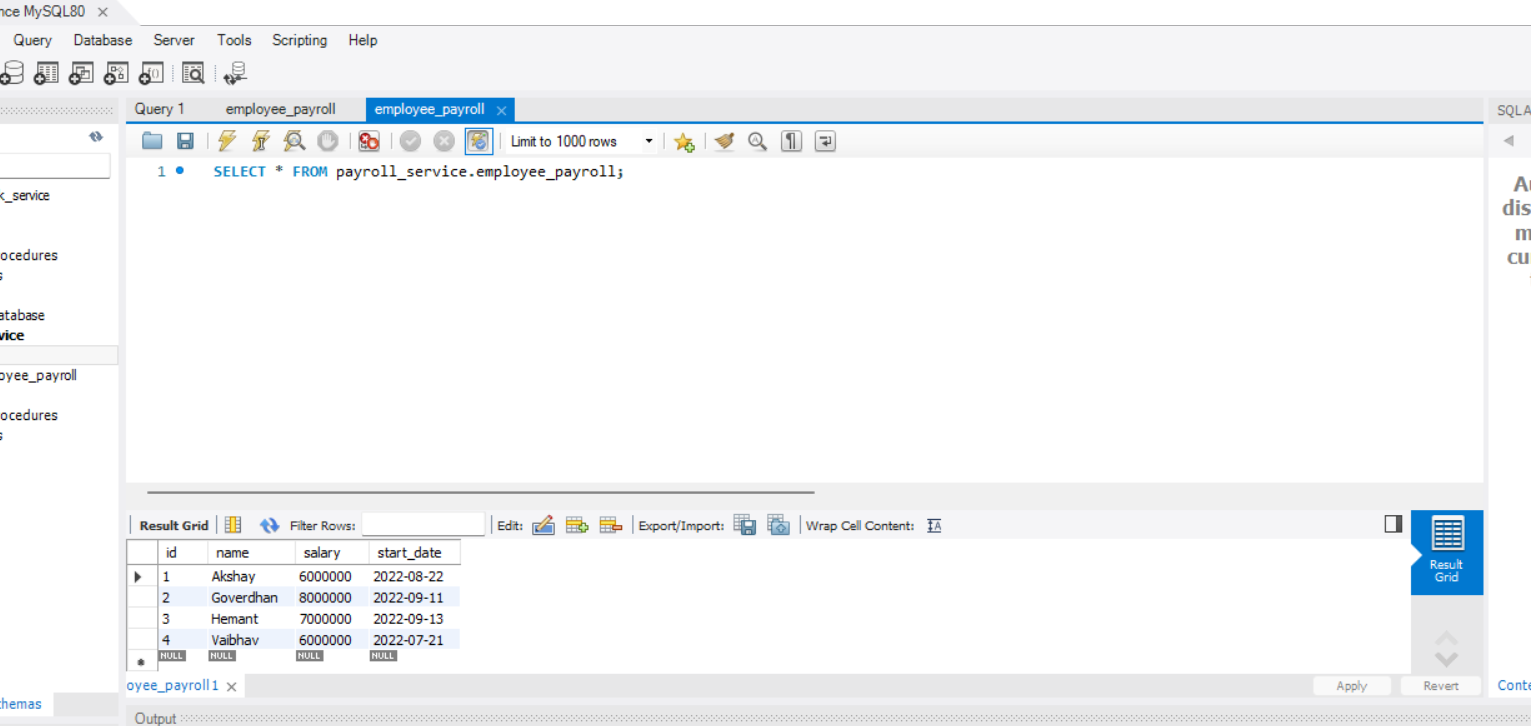 nce MySQL80
Query Database Server Tools Scripting Help
Query 1 employee_payroll employee_payroll
SQLA
Limit to 1000 rows
1 SELECT * FROM payroll_service.employee_payroll;
k_service
ocedures
s
atabase
vice
oyee_payroll
ocedures
s
Au
dis
m
cu
Result Grid Filter Rows: Edit: Export/Import: Wrap Cell Content:
id name salary start_date
1 Akshay 6000000 2022-08-22
2 Goverdhan 8000000 2022-09-11
3 Hemant 7000000 2022-09-13
4 Vaibhav 6000000 2022-07-21
NULL NULL NULL NULL
Result
Grid
oyee_payroll1
Apply Revert
Conte
hemas
Output